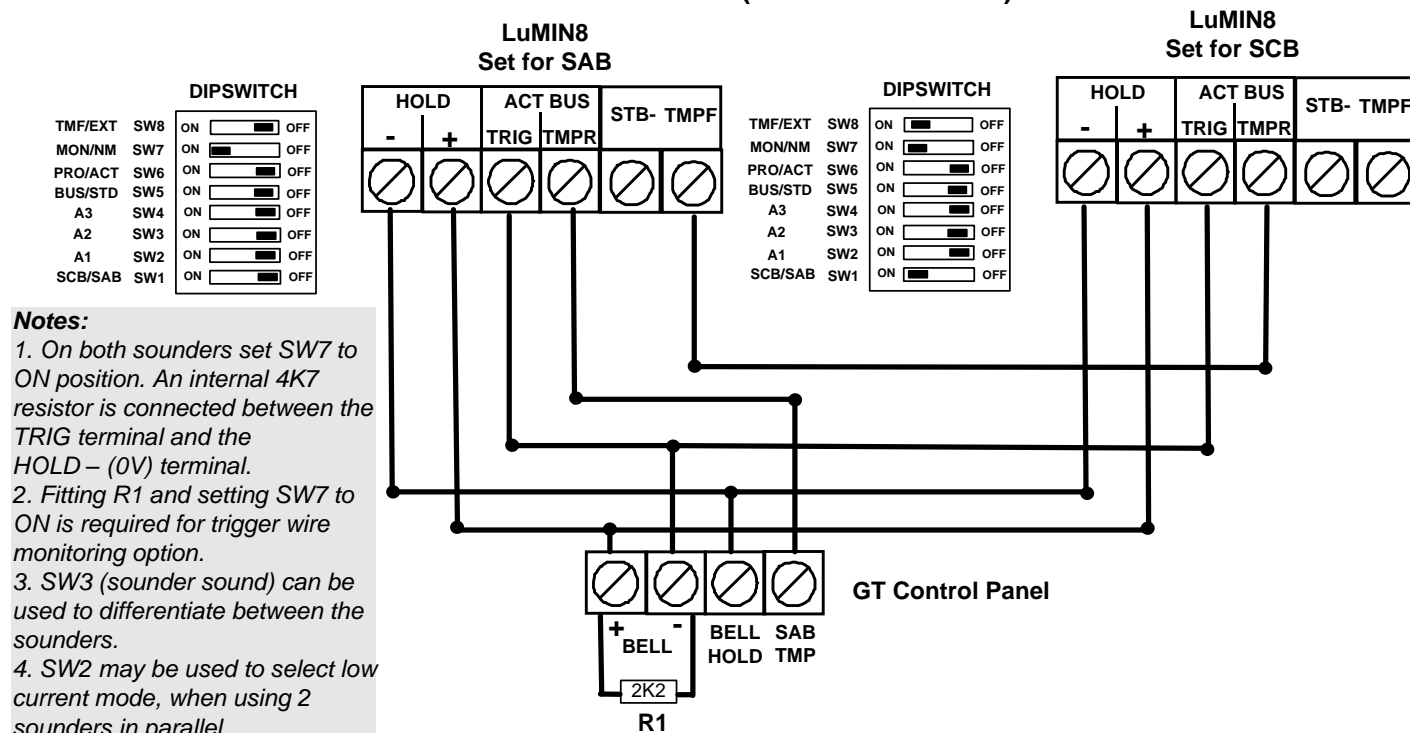 LuMIN8
Set for SAB
DIPSWITCH
TMF/EXT SW8 ON OFF
MON/NM SW7 ON OFF
PRO/ACT SW6 ON OFF
BUS/STD SW5 ON OFF
A3 SW4 ON OFF
A2 SW3 ON OFF
A1 SW2 ON OFF
SCB/SAB SW1 ON OFF
HOLD ACT BUS STB- TMPF
- + TRIG TMPR
LuMIN8
Set for SCB
DIPSWITCH
TMF/EXT SW8 ON OFF
MON/NM SW7 ON OFF
PRO/ACT SW6 ON OFF
BUS/STD SW5 ON OFF
A3 SW4 ON OFF
A2 SW3 ON OFF
A1 SW2 ON OFF
SCB/SAB SW1 ON OFF
HOLD ACT BUS STB- TMPF
- + TRIG TMPR
Notes:
1. On both sounders set SW7 to
ON position. An internal 4K7
resistor is connected between the
TRIG terminal and the
HOLD – (0V) terminal.
2. Fitting R1 and setting SW7 to
ON is required for trigger wire
monitoring option.
3. SW3 (sounder sound) can be
used to differentiate between the
sounders.
4. SW2 may be used to select low
current mode, when using 2
sounders in parallel
GT Control Panel
+ - BELL SAB
BELL HOLD TMP
2K2
R1